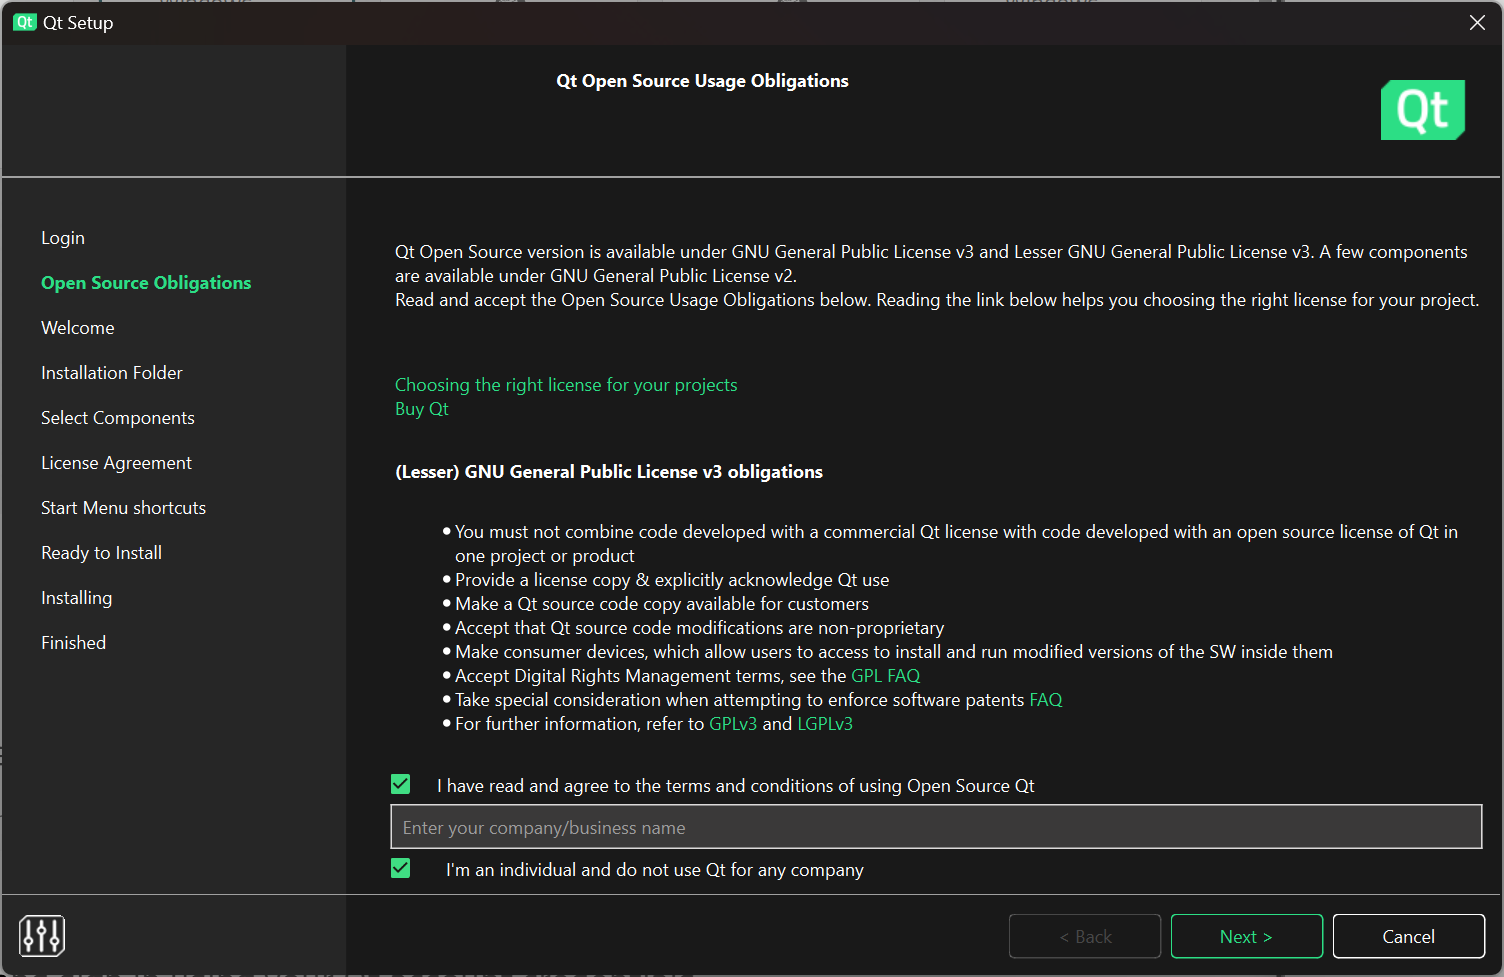 Qt Qt Setup
Qt Open Source Usage Obligations
Qt
Login
Open Source Obligations
Welcome
Installation Folder
Select Components
License Agreement
Start Menu shortcuts
Ready to Install
Installing
Finished
Qt Open Source version is available under GNU General Public License v3 and Lesser GNU General Public License v3. A few components
are available under GNU General Public License v2.
Read and accept the Open Source Usage Obligations below. Reading the link below helps you choosing the right license for your project.
Choosing the right license for your projects
Buy Qt
(Lesser) GNU General Public License v3 obligations
• You must not combine code developed with a commercial Qt license with code developed with an open source license of Qt in
one project or product
• Provide a license copy & explicitly acknowledge Qt use
• Make a Qt source code copy available for customers
• Accept that Qt source code modifications are non-proprietary
• Make consumer devices, which allow users to access to install and run modified versions of the SW inside them
• Accept Digital Rights Management terms, see the GPL FAQ
• Take special consideration when attempting to enforce software patents FAQ
• For further information, refer to GPLv3 and LGPLv3
I have read and agree to the terms and conditions of using Open Source Qt
Enter your company/business name
I'm an individual and do not use Qt for any company
< Back
Next >
Cancel